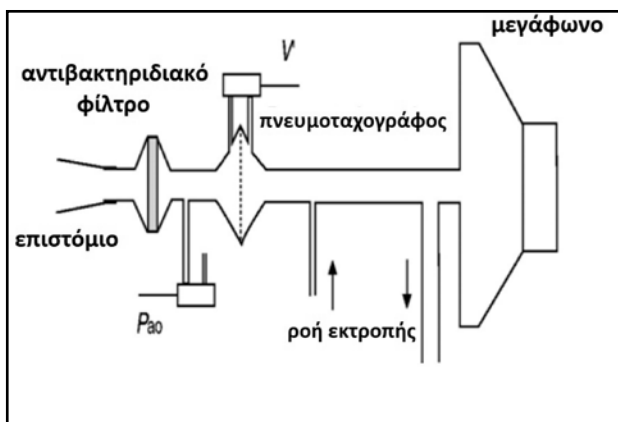 μεγάφωνο
αντιβακτηριδιακό
φίλτρο
V'
πνευμοταχογράφος
επιστόμιο
Pao
ροή εκτροπής